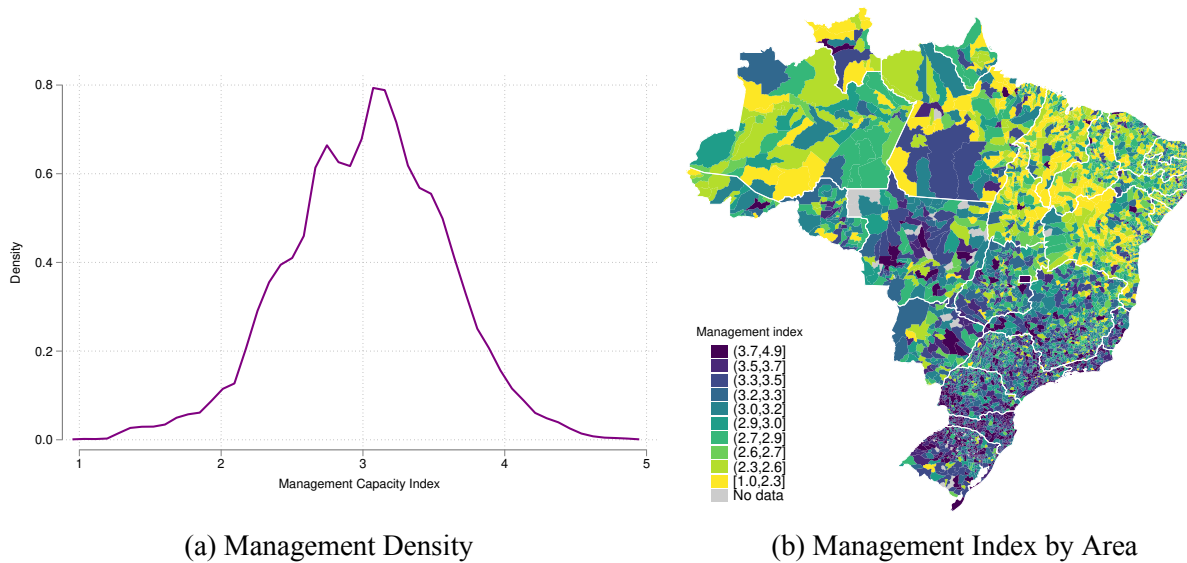 0.8
0.6
0.4
0.2
0.0
Density
1 2 3 4 5
Management Capacity Index
(a) Management Density
Management index
(3.7,4.9]
(3.5,3.7]
(3.3,3.5]
(3.2,3.3]
(3.0,3.2]
(2.9,3.0]
(2.7,2.9]
(2.6,2.7]
(2.3,2.6]
[1.0,2.3]
No data
(b) Management Index by Area